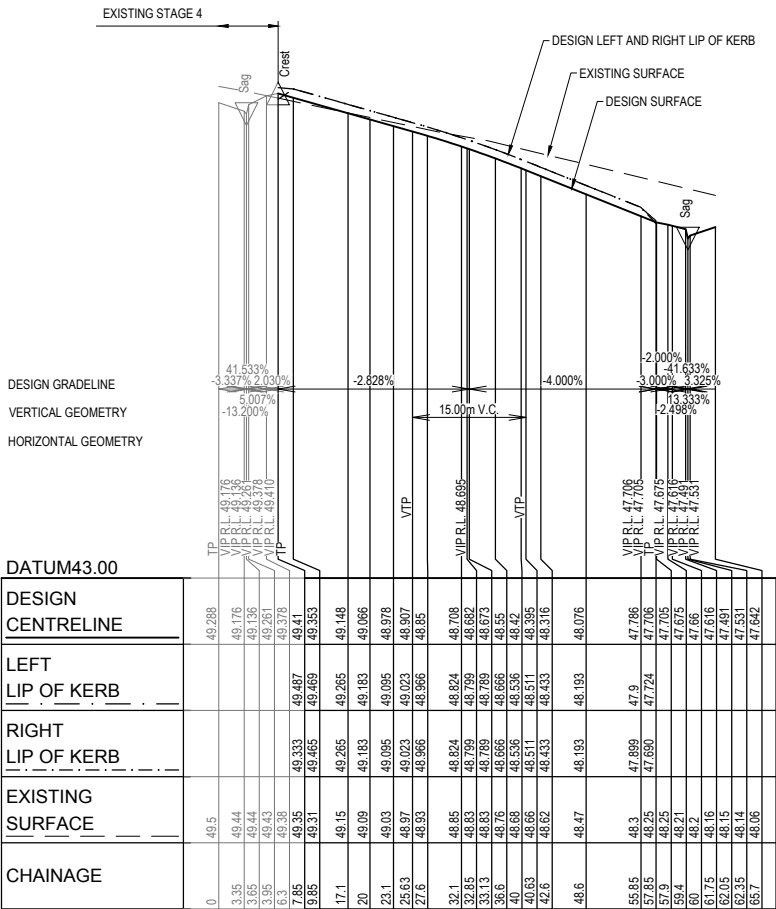 EXISTING STAGE 4
Sag
Crest
DESIGN LEFT AND RIGHT LIP OF KERB
EXISTING SURFACE
DESIGN SURFACE
Sag
DESIGN GRADELINE
VERTICAL GEOMETRY
HORIZONTAL GEOMETRY
41.533%
-3.337% 2.030%
5.007%
-13.200%
-2.828%
15.00m V.C.
-4.000%
-2.000%
-41.633%
-3.000% 3.325%
13.333%
-2.498%
TP
VIP R.L. 49.176
VIP R.L. 49.136
VIP R.L. 49.261
VIP R.L. 49.378
VIP R.L. 49.410
TP
VTP
VIP R.L. 48.695
VTP
VIP R.L. 47.706
TP
VIP R.L. 47.705
VIP R.L. 47.675
VIP R.L. 47.616
VIP R.L. 47.491
VIP R.L. 47.531
DATUM43.00
DESIGN CENTRELINE 49.288 49.176 49.136 49.261 49.378 49.41 49.353 49.148 49.066 48.978 48.907 48.85 48.708 48.682 48.673 48.55 48.42 48.395 48.316 48.076 47.786 47.706 47.705 47.675 47.66 47.616 47.491 47.531 47.642
LEFT LIP OF KERB 49.487 49.469 49.265 49.183 49.095 49.023 48.966 48.824 48.799 48.789 48.666 48.536 48.511 48.433 48.193 47.9 47.724
RIGHT LIP OF KERB 49.333 49.465 49.265 49.183 49.095 49.023 48.966 48.824 48.799 48.789 48.666 48.536 48.511 48.433 48.193 47.899 47.690
EXISTING SURFACE 49.5 49.44 49.44 49.43 49.38 49.35 49.31 49.15 49.09 49.03 48.97 48.93 48.85 48.83 48.83 48.76 48.68 48.66 48.62 48.47 48.3 48.25 48.25 48.21 48.2 48.16 48.15 48.14 48.06
CHAINAGE 0 3.35 3.65 3.95 6.3 7.85 9.85 17.1 20 23.1 25.63 27.6 32.1 32.85 33.13 36.6 40 40.63 42.6 48.6 55.85 57.85 57.9 59.4 60 61.75 62.05 62.35 65.7